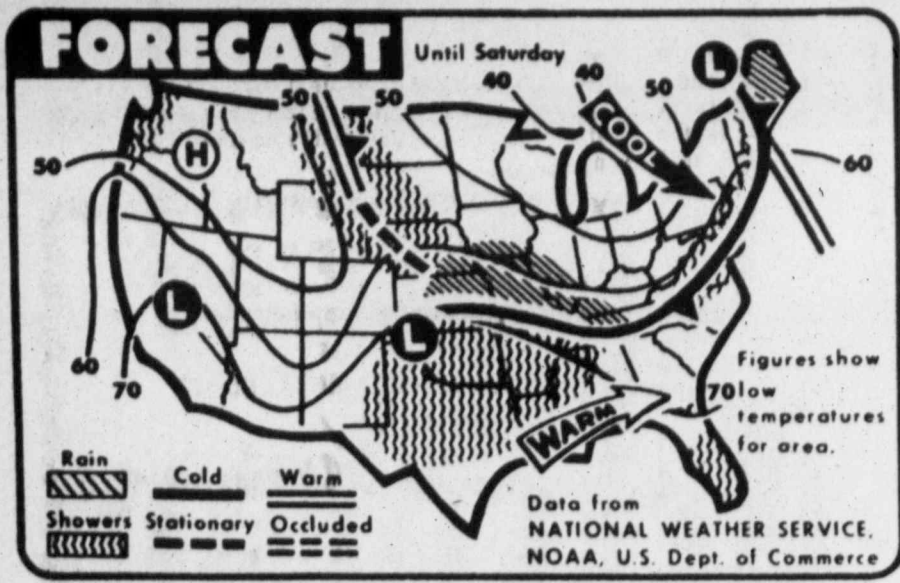 FORECAST
Until Saturday
40
40
50
50
50
L
COOL
H
50
60
L
L
60
70
70
WARM
Figures show
low
temperatures
for area.
Rain
Cold
Warm
Showers
Stationary
Occluded
Data from
NATIONAL WEATHER SERVICE,
NOAA, U.S. Dept. of Commerce